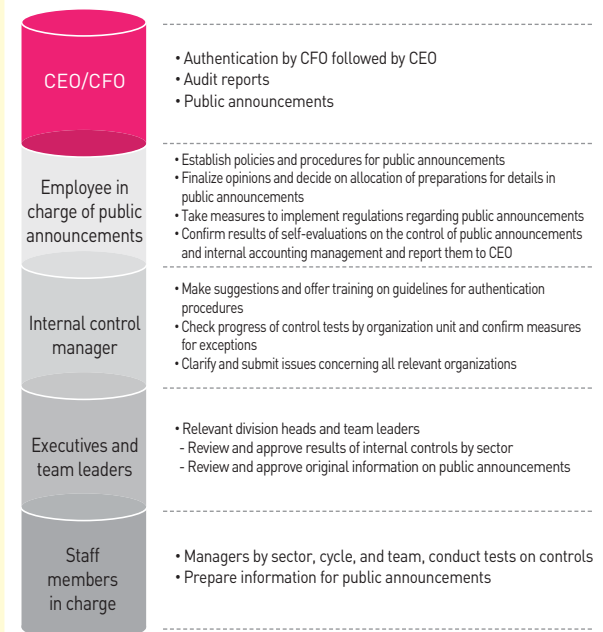 CEO/CFO
• Authentication by CFO followed by CEO
• Audit reports
• Public announcements
Employee in
charge of public
announcements
• Establish policies and procedures for public announcements
• Finalize opinions and decide on allocation of preparations for details in
public announcements
• Take measures to implement regulations regarding public announcements
• Confirm results of self-evaluations on the control of public announcements
and internal accounting management and report them to CEO
Internal control
manager
• Make suggestions and offer training on guidelines for authentication
procedures
• Check progress of control tests by organization unit and confirm measures
for exceptions
• Clarify and submit issues concerning all relevant organizations
Executives and
team leaders
• Relevant division heads and team leaders
- Review and approve results of internal controls by sector
- Review and approve original information on public announcements
Staff
members
in charge
• Managers by sector, cycle, and team, conduct tests on controls
• Prepare information for public announcements